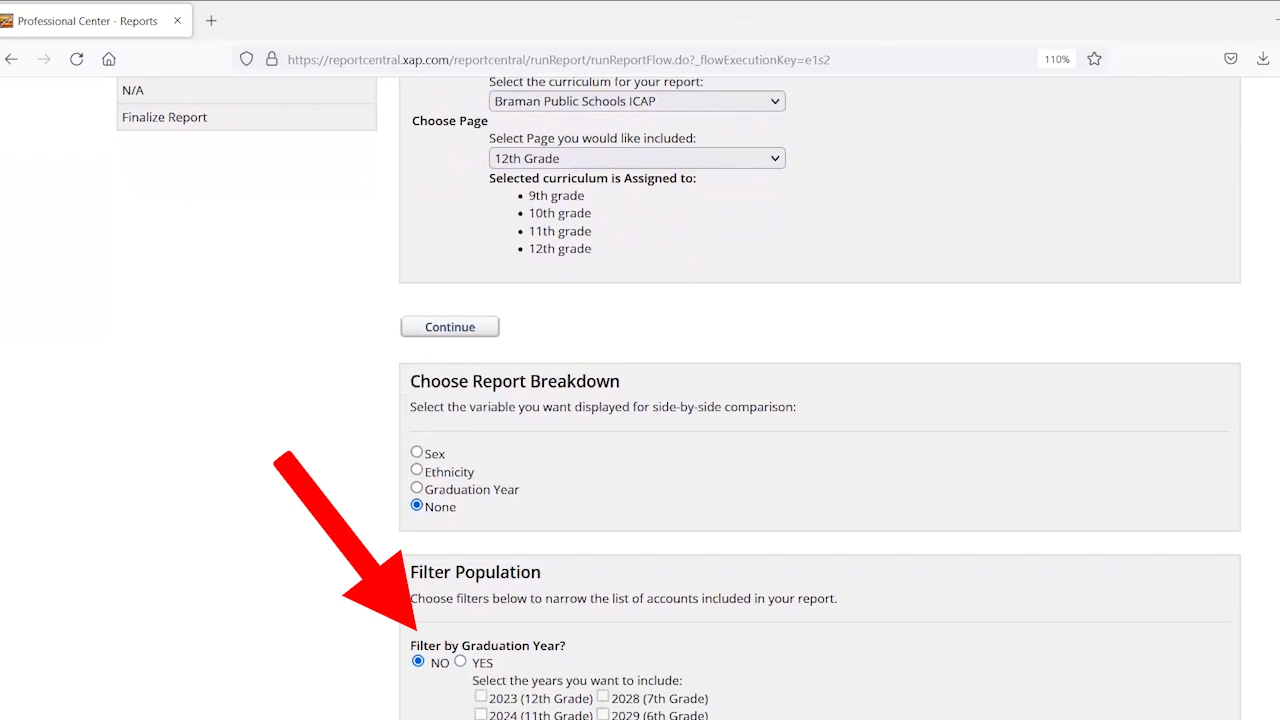 Professional Center - Reports
https://reportcentral.xap.com/reportcentral/runReport/runReportFlow.do?_flowExecutionKey=e1s2
110%
N/A
Finalize Report
Select the curriculum for your report:
Braman Public Schools ICAP
Choose Page
Select Page you would like included:
12th Grade
Selected curriculum is Assigned to:
9th grade
10th grade
11th grade
12th grade
Continue
Choose Report Breakdown
Select the variable you want displayed for side-by-side comparison:
Sex
Ethnicity
Graduation Year
None
Filter Population
Choose filters below to narrow the list of accounts included in your report.
Filter by Graduation Year?
NO YES
Select the years you want to include:
2023 (12th Grade) 2028 (7th Grade)
2024 (11th Grade) 2029 (6th Grade)